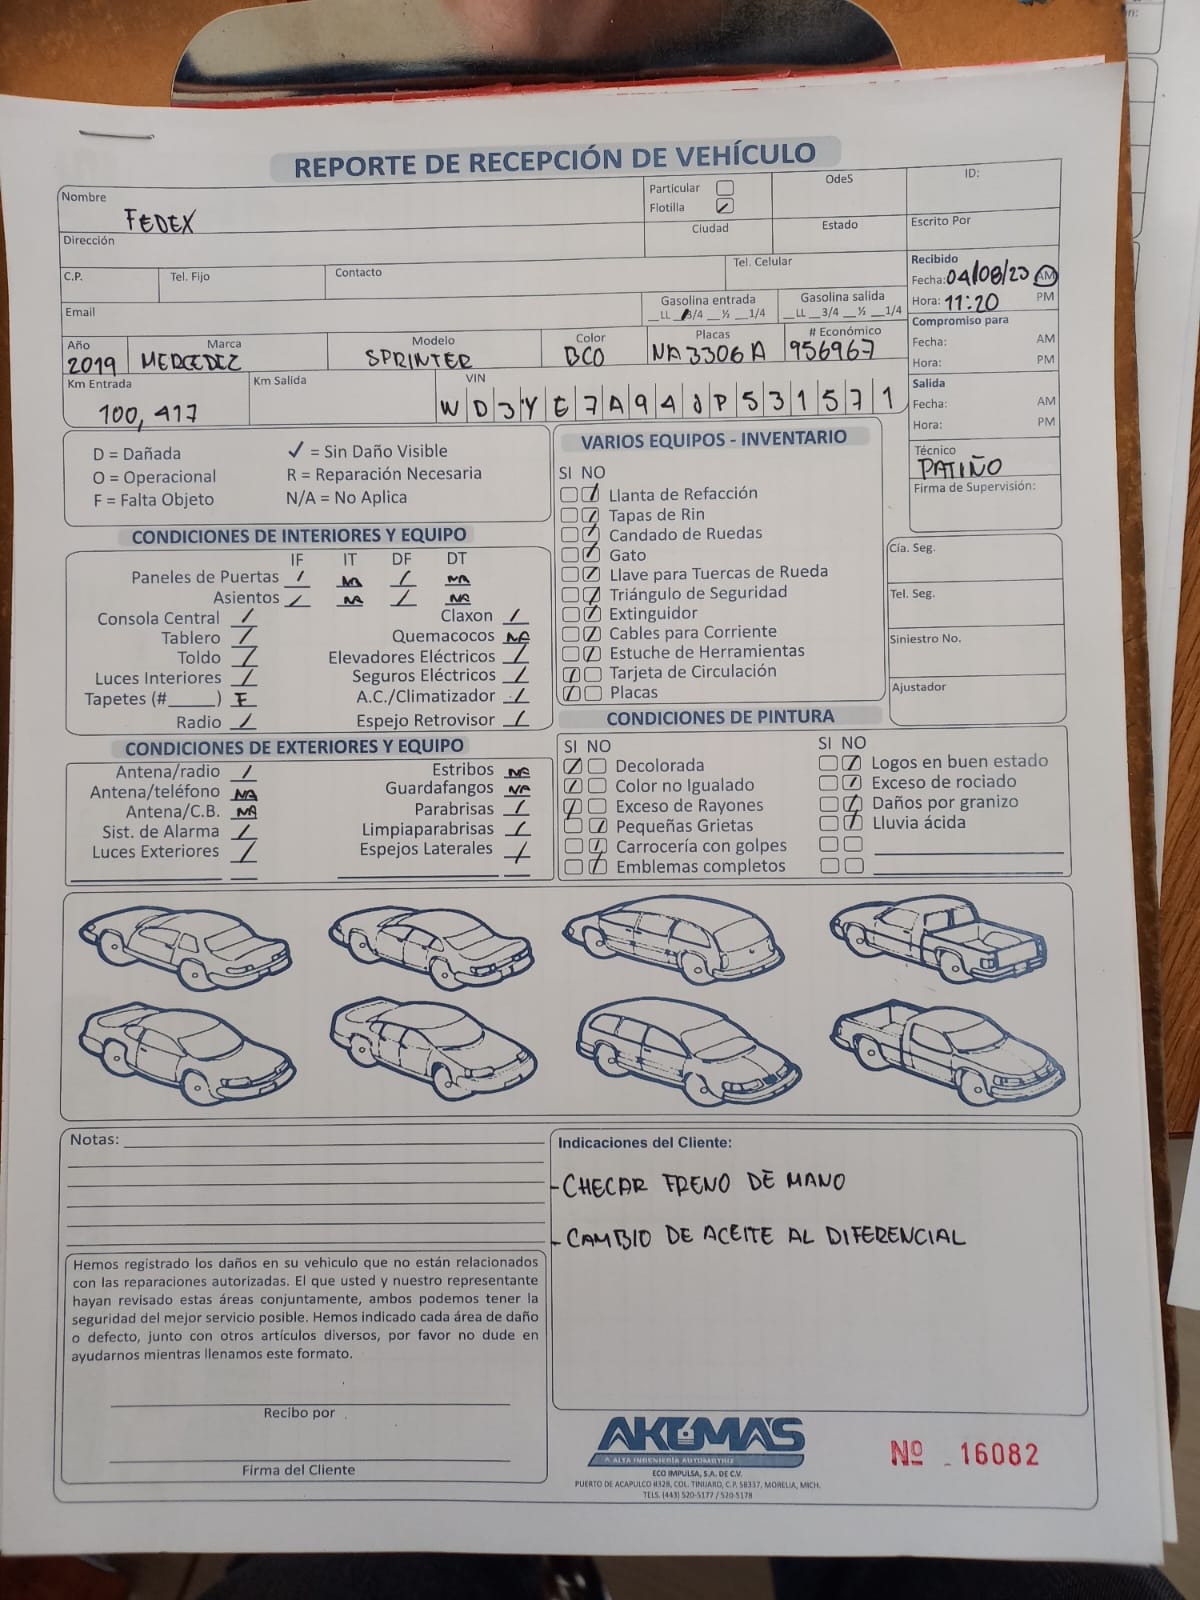 REPORTE DE RECEPCIÓN DE VEHÍCULO
Nombre
FEDEX
Particular
Flotilla
OdeS
ID:
Dirección
Ciudad
Estado
Escrito Por
C.P.
Tel. Fijo
Contacto
Tel. Celular
Recibido
Fecha: 04/08/23 AM
Hora: 11:20 PM
Email
Gasolina entrada
__LL __3/4 __½ __1/4
Gasolina salida
__LL __3/4 __½ __1/4
Compromiso para
Fecha: AM
Hora: PM
Año
2019
Marca
MERCEDEZ
Modelo
SPRINTER
Color
BCO
Placas
NA3306A
# Económico
956967
Km Entrada
100,417
Km Salida
VIN
WD3YE7A94JP531571
Salida
Fecha: AM
Hora: PM
Técnico
PATIÑO
Firma de Supervisión:
D = Dañada
O = Operacional
F = Falta Objeto
✓ = Sin Daño Visible
R = Reparación Necesaria
N/A = No Aplica
CONDICIONES DE INTERIORES Y EQUIPO
IF IT DF DT
Paneles de Puertas / NA / NA
Asientos / NA / NA
Consola Central /
Claxon /
Tablero /
Quemacocos NA
Toldo /
Elevadores Eléctricos /
Luces Interiores /
Seguros Eléctricos /
Tapetes (#_____) F
A.C./Climatizador /
Radio /
Espejo Retrovisor /
CONDICIONES DE EXTERIORES Y EQUIPO
Antena/radio /
Estribos NA
Antena/teléfono NA
Guardafangos NA
Antena/C.B. NA
Parabrisas /
Sist. de Alarma /
Limpiaparabrisas /
Luces Exteriores /
Espejos Laterales /
VARIOS EQUIPOS - INVENTARIO
SI NO
Llanta de Refacción
Tapas de Rin
Candado de Ruedas
Gato
Llave para Tuercas de Rueda
Triángulo de Seguridad
Extinguidor
Cables para Corriente
Estuche de Herramientas
Tarjeta de Circulación
Placas
Cía. Seg.
Tel. Seg.
Siniestro No.
Ajustador
CONDICIONES DE PINTURA
SI NO
Decolorada
Color no Igualado
Exceso de Rayones
Pequeñas Grietas
Carrocería con golpes
Emblemas completos
SI NO
Logos en buen estado
Exceso de rociado
Daños por granizo
Lluvia ácida
Notas:
Hemos registrado los daños en su vehiculo que no están relacionados
con las reparaciones autorizadas. El que usted y nuestro representante
hayan revisado estas áreas conjuntamente, ambos podemos tener la
seguridad del mejor servicio posible. Hemos indicado cada área de daño
o defecto, junto con otros artículos diversos, por favor no dude en
ayudarnos mientras llenamos este formato.
Recibo por
Firma del Cliente
Indicaciones del Cliente:
-CHECAR FRENO DE MANO
-CAMBIO DE ACEITE AL DIFERENCIAL
AKOMA'S
A ALTA INGENIERÍA AUTOMOTRIZ
ECO IMPULSA, S.A. DE C.V.
PUERTO DE ACAPULCO #328, COL. TINIJARO, C.P. 58337, MORELIA, MICH.
TELS. (443) 520-5177 / 520-5178
Nº 16082